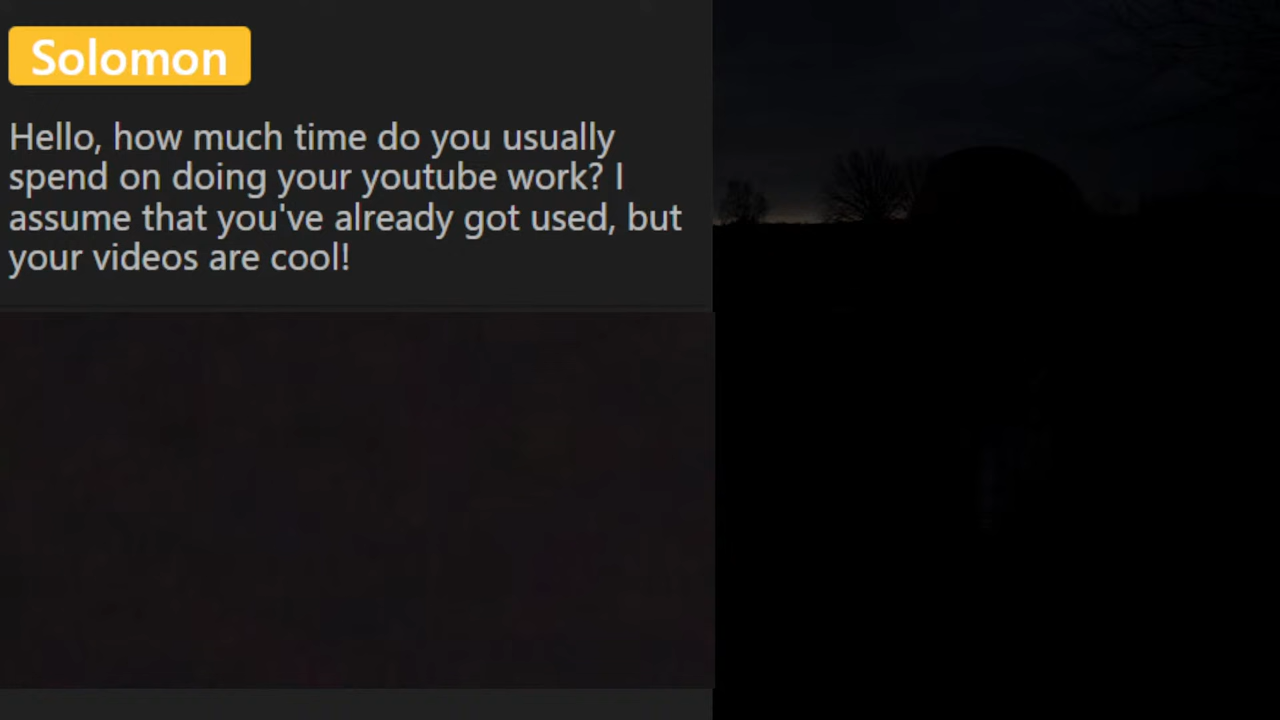 Solomon
Hello, how much time do you usually
spend on doing your youtube work? I
assume that you've already got used, but
your videos are cool!